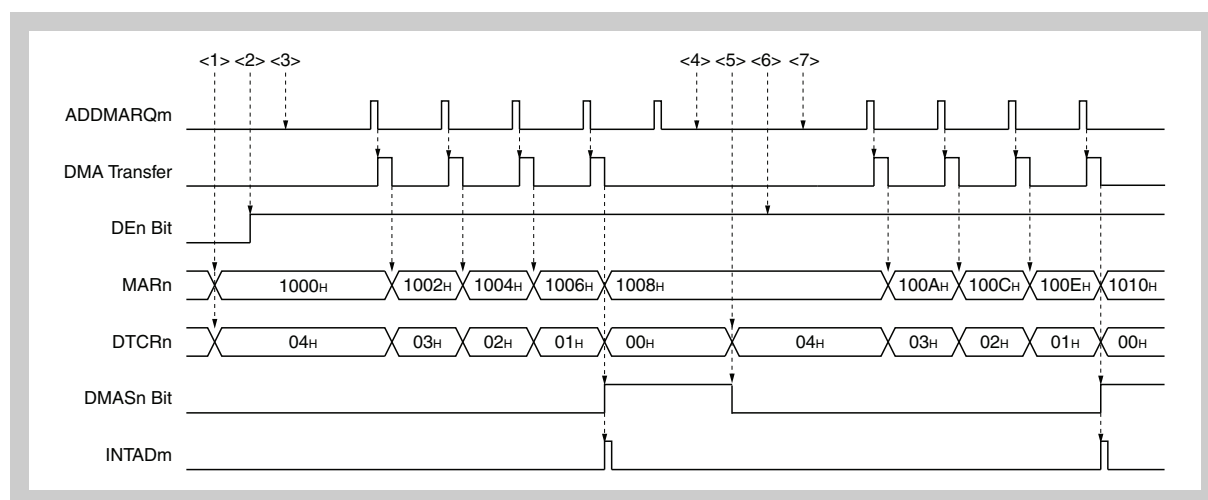 <1> <2> <3> <4> <5> <6> <7>
ADDMARQm
DMA Transfer
DEn Bit
MARn 1000H 1002H 1004H 1006H 1008H 100AH 100CH 100EH 1010H
DTCRn 04H 03H 02H 01H 00H 04H 03H 02H 01H 00H
DMASn Bit
INTADm